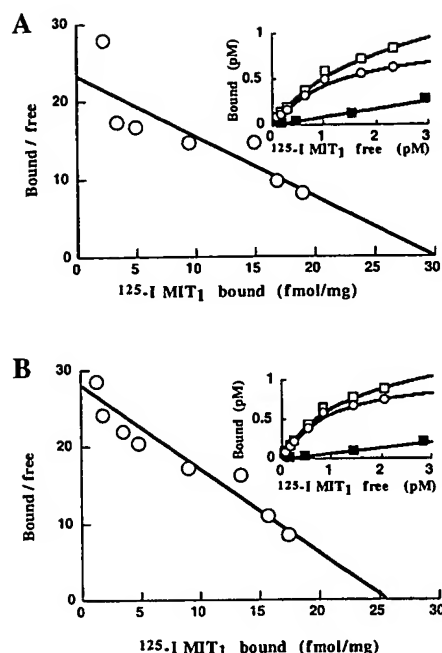 A
30
20
10
0
Bound / free
0 5 10 15 20 25 30
125-I MIT1 bound (fmol/mg)
1
0.5
0
Bound (pM)
0 1 2 3
125-I MIT1 free (pM)
B
30
20
10
0
Bound / free
0 5 10 15 20 25 30
125-I MIT1 bound (fmol/mg)
1
0.5
0
Bound (pM)
0 1 2 3
125-I MIT1 free (pM)